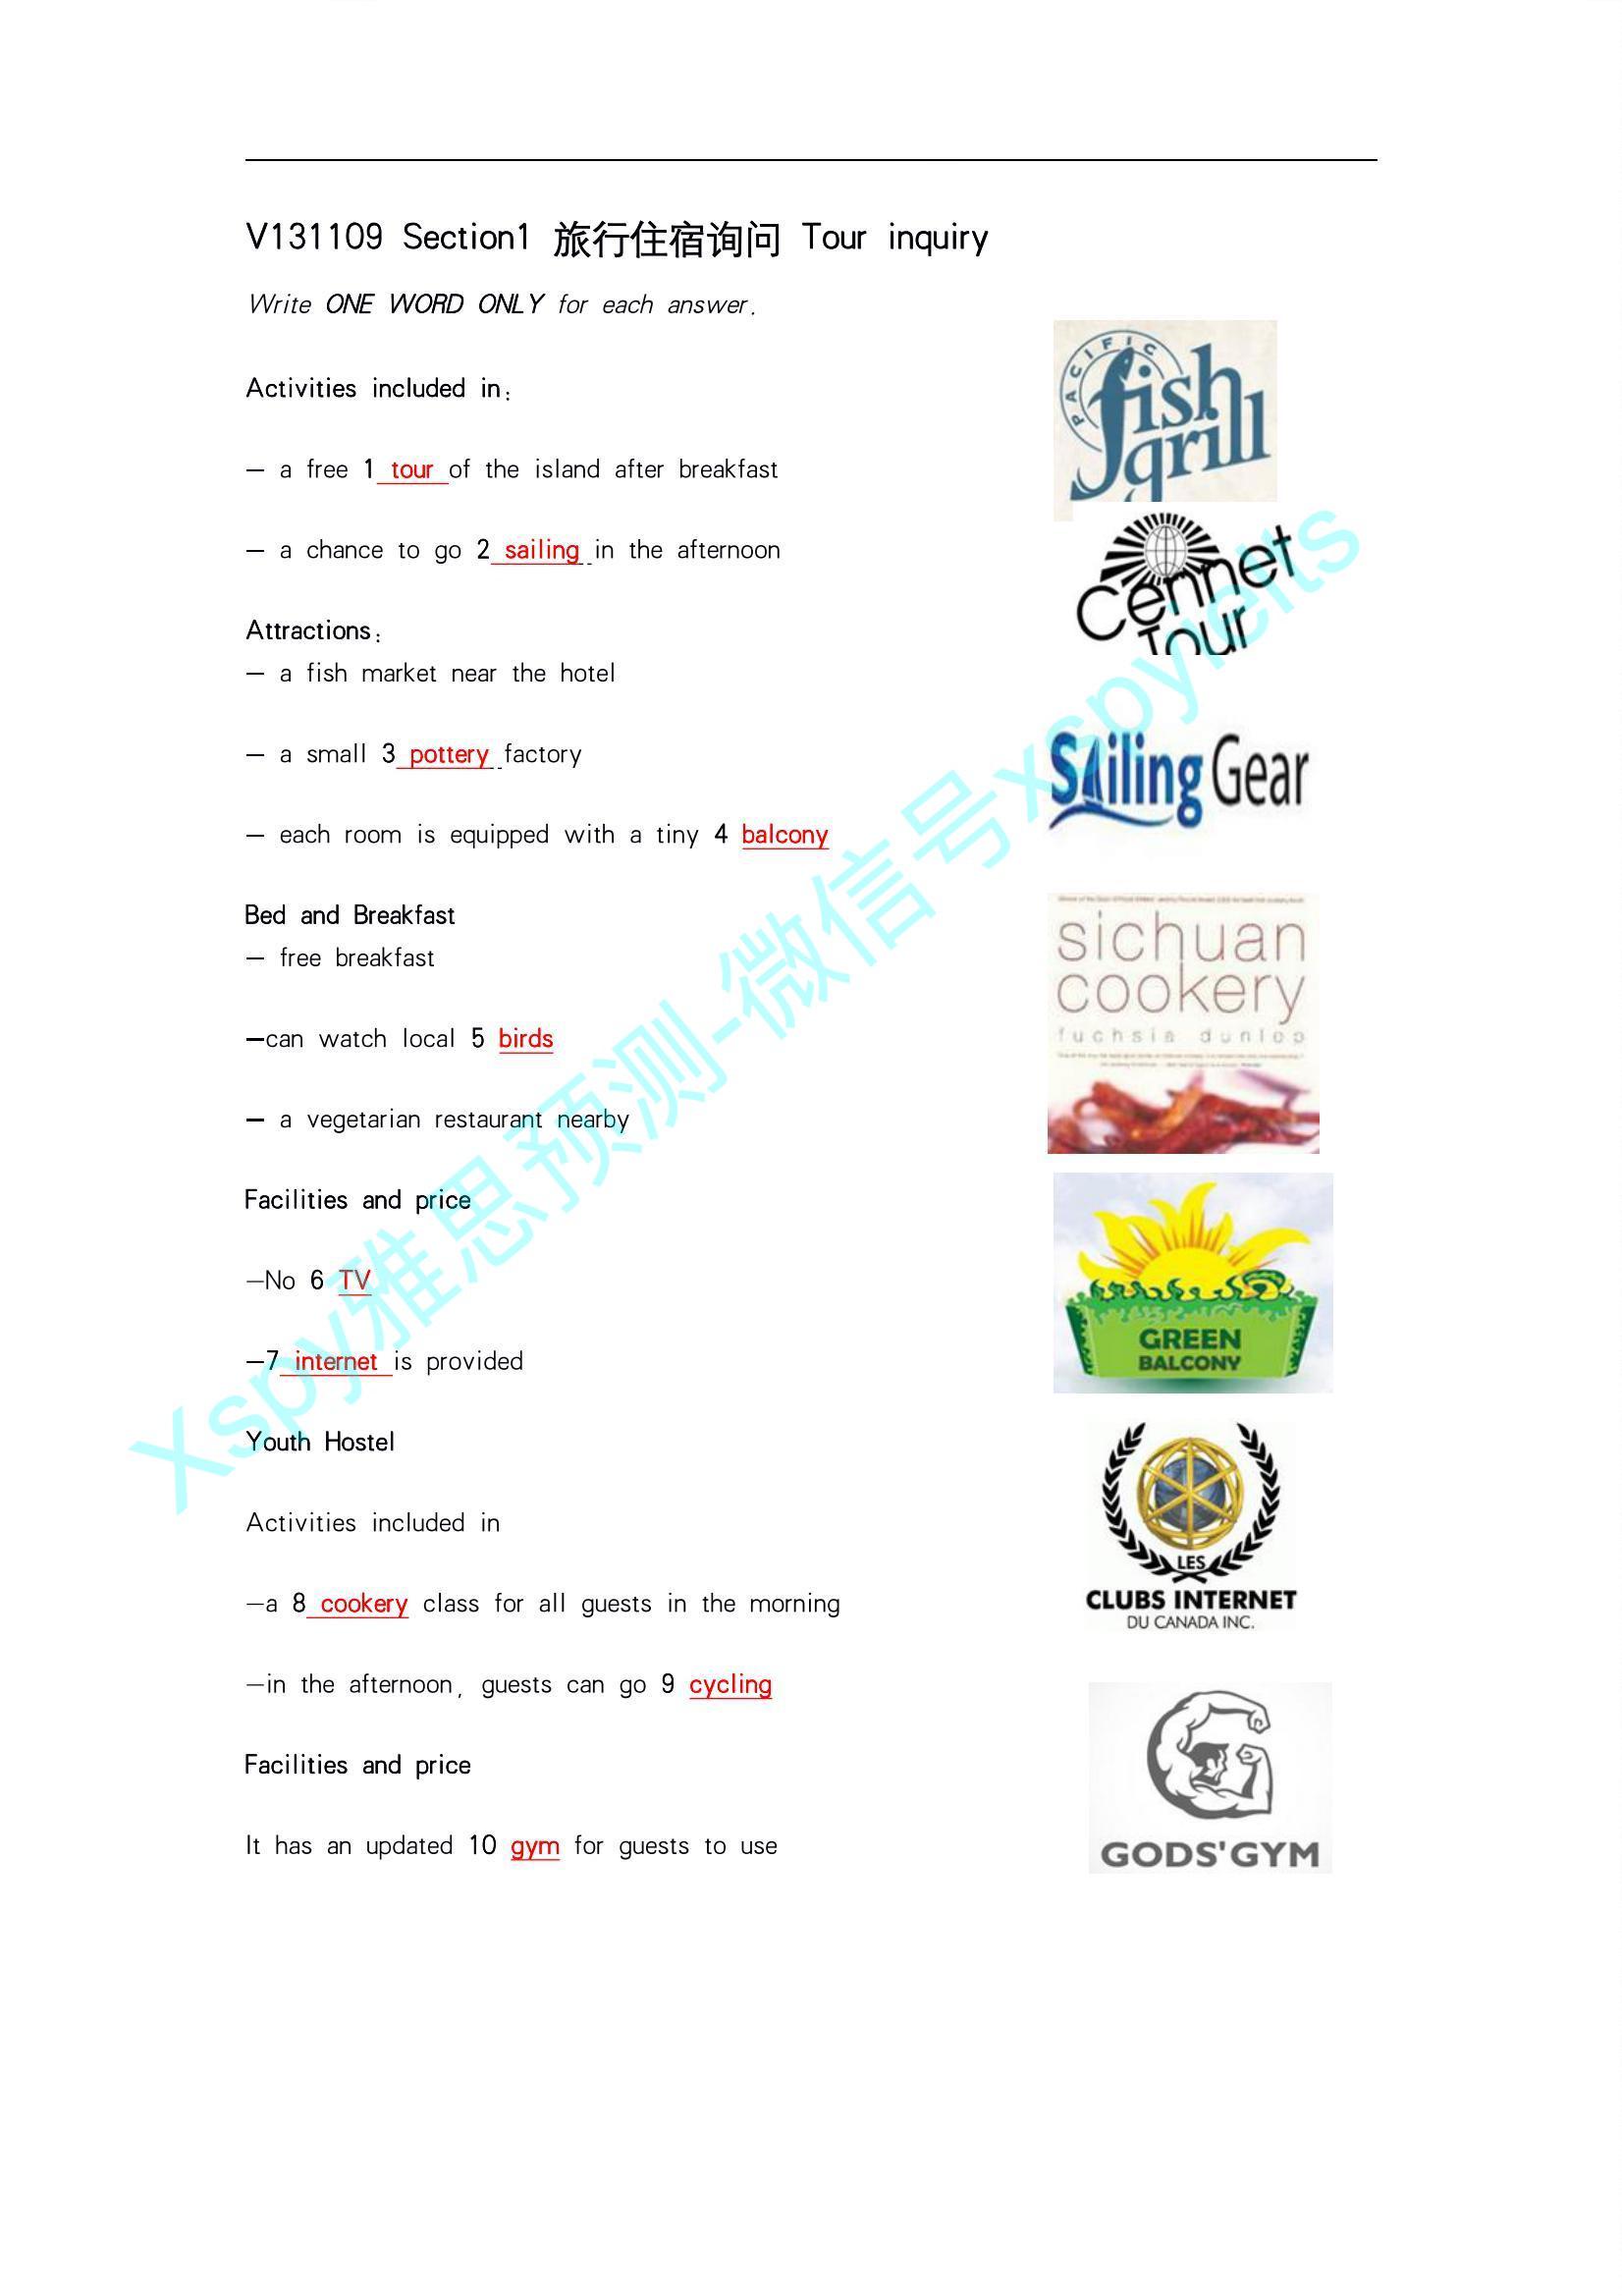 V131109 Section1 旅行住宿询问 Tour inquiry
Write ONE WORD ONLY for each answer.
Activities included in:
— a free 1 tour of the island after breakfast
— a chance to go 2 sailing in the afternoon
Attractions:
— a fish market near the hotel
— a small 3 pottery factory
— each room is equipped with a tiny 4 balcony
Bed and Breakfast
— free breakfast
—can watch local 5 birds
— a vegetarian restaurant nearby
Facilities and price
—No 6 TV
—7 internet is provided
Youth Hostel
Activities included in
—a 8 cookery class for all guests in the morning
—in the afternoon, guests can go 9 cycling
Facilities and price
It has an updated 10 gym for guests to use
PACIFIC
fish
grill
Cennet
Tour
Sailing Gear
sichuan
cookery
fuchsia dunlop
GREEN
BALCONY
LES
CLUBS INTERNET
DU CANADA INC.
GODS'GYM
Xspy雅思预测-微信号xspyielts